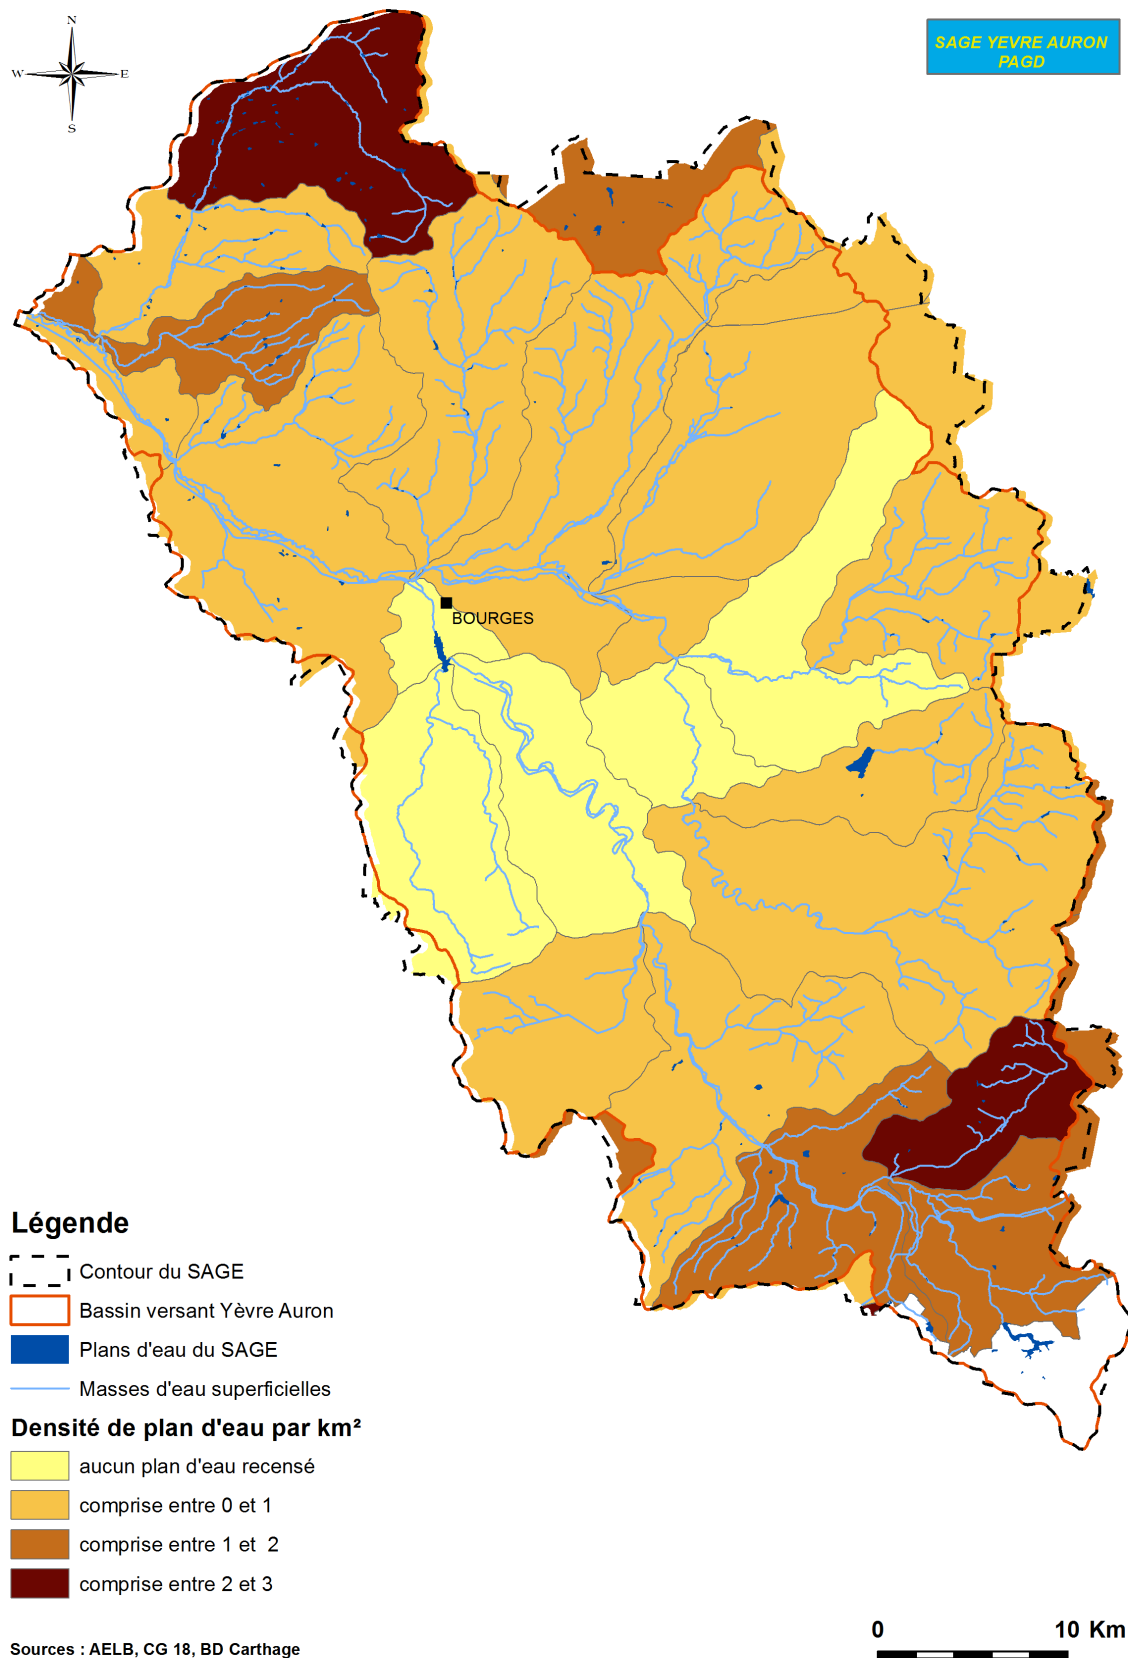 N
SAGE YEVRE AURON
PAGD
W E
S
BOURGES
Légende
Contour du SAGE
Bassin versant Yèvre Auron
Plans d'eau du SAGE
Masses d'eau superficielles
Densité de plan d'eau par km²
aucun plan d'eau recensé
comprise entre 0 et 1
comprise entre 1 et 2
comprise entre 2 et 3
0 10 Km
Sources : AELB, CG 18, BD Carthage